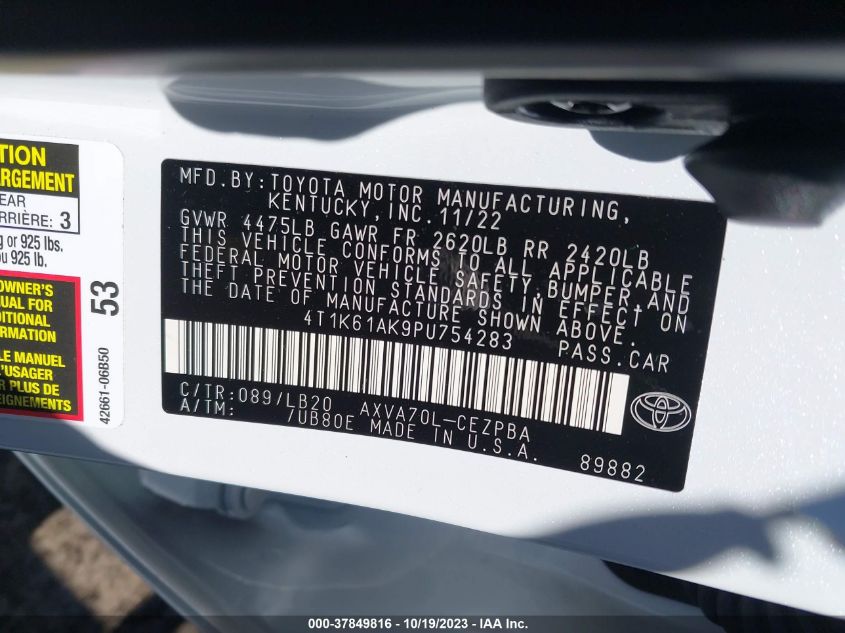 TION
RGEMENT
EAR
RRIÈRE: 3
g or 925 lbs.
u 925 lb.
OWNER'S
UAL FOR
DITIONAL
ORMATION
LE MANUEL
L'USAGER
R PLUS DE
EIGNEMENTS
53
42661-06B50
MFD.BY:TOYOTA MOTOR MANUFACTURING,
KENTUCKY, INC. 11/22
GVWR 4475LB GAWR FR 2620LB RR 2420LB
THIS VEHICLE CONFORMS TO ALL APPLICABLE
FEDERAL MOTOR VEHICLE SAFETY, BUMPER, AND
THEFT PREVENTION STANDARDS IN EFFECT ON
THE DATE OF MANUFACTURE SHOWN ABOVE.
4T1K61AK9PU754283 PASS.CAR
C/TR:089/LB20 AXVA70L-CEZPBA
A/TM: /UB80E MADE IN U.S.A.
89882
000-37849816 | 10/19/2023 - IAA Inc.